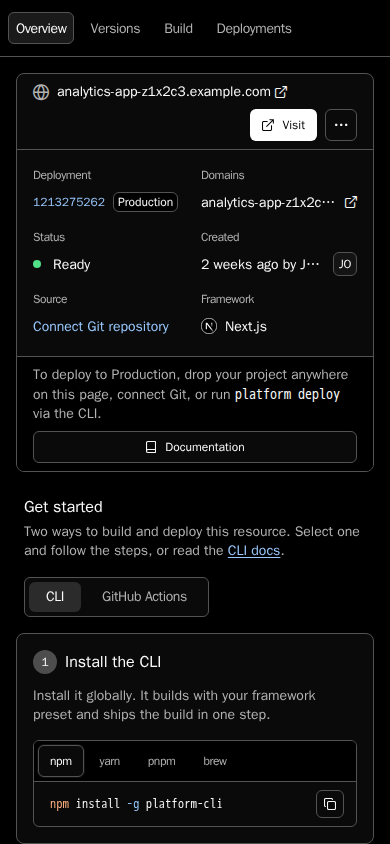 Overview Versions Build Deployments
analytics-app-z1x2c3.example.com
Visit
Deployment Domains
1213275262 Production analytics-app-z1x2c···
Status Created
Ready 2 weeks ago by J··· JO
Source Framework
Connect Git repository Next.js
To deploy to Production, drop your project anywhere
on this page, connect Git, or run platform deploy
via the CLI.
Documentation
Get started
Two ways to build and deploy this resource. Select one
and follow the steps, or read the CLI docs.
CLI GitHub Actions
1 Install the CLI
Install it globally. It builds with your framework
preset and ships the build in one step.
npm yarn pnpm brew
npm install -g platform-cli